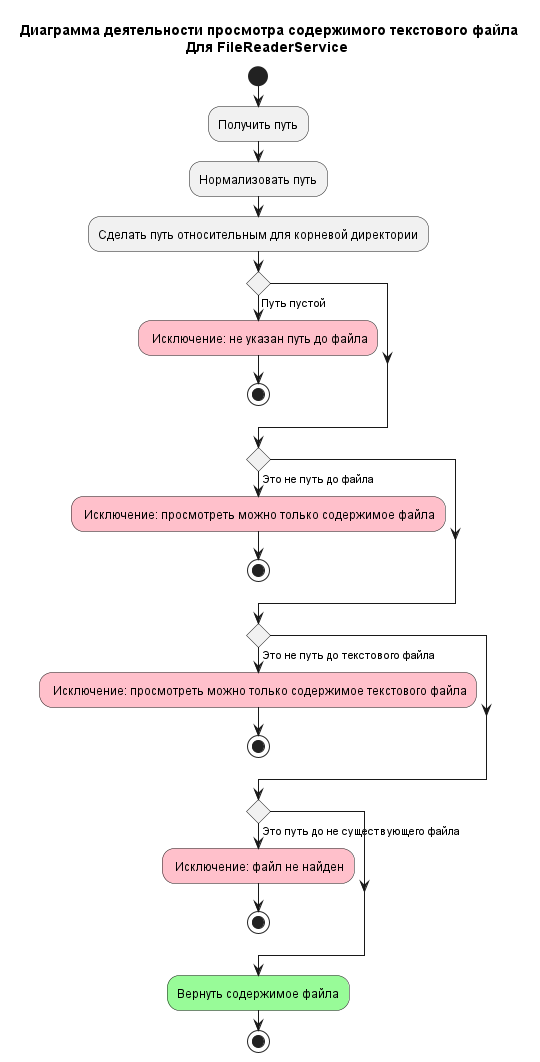 Диаграмма деятельности просмотра содержимого текстового файла
Для FileReaderService
Получить путь
Нормализовать путь
Сделать путь относительным для корневой директории
Путь пустой
Исключение: не указан путь до файла
Это не путь до файла
Исключение: просмотреть можно только содержимое файла
Это не путь до текстового файла
Исключение: просмотреть можно только содержимое текстового файла
Это путь до не существующего файла
Исключение: файл не найден
Вернуть содержимое файла